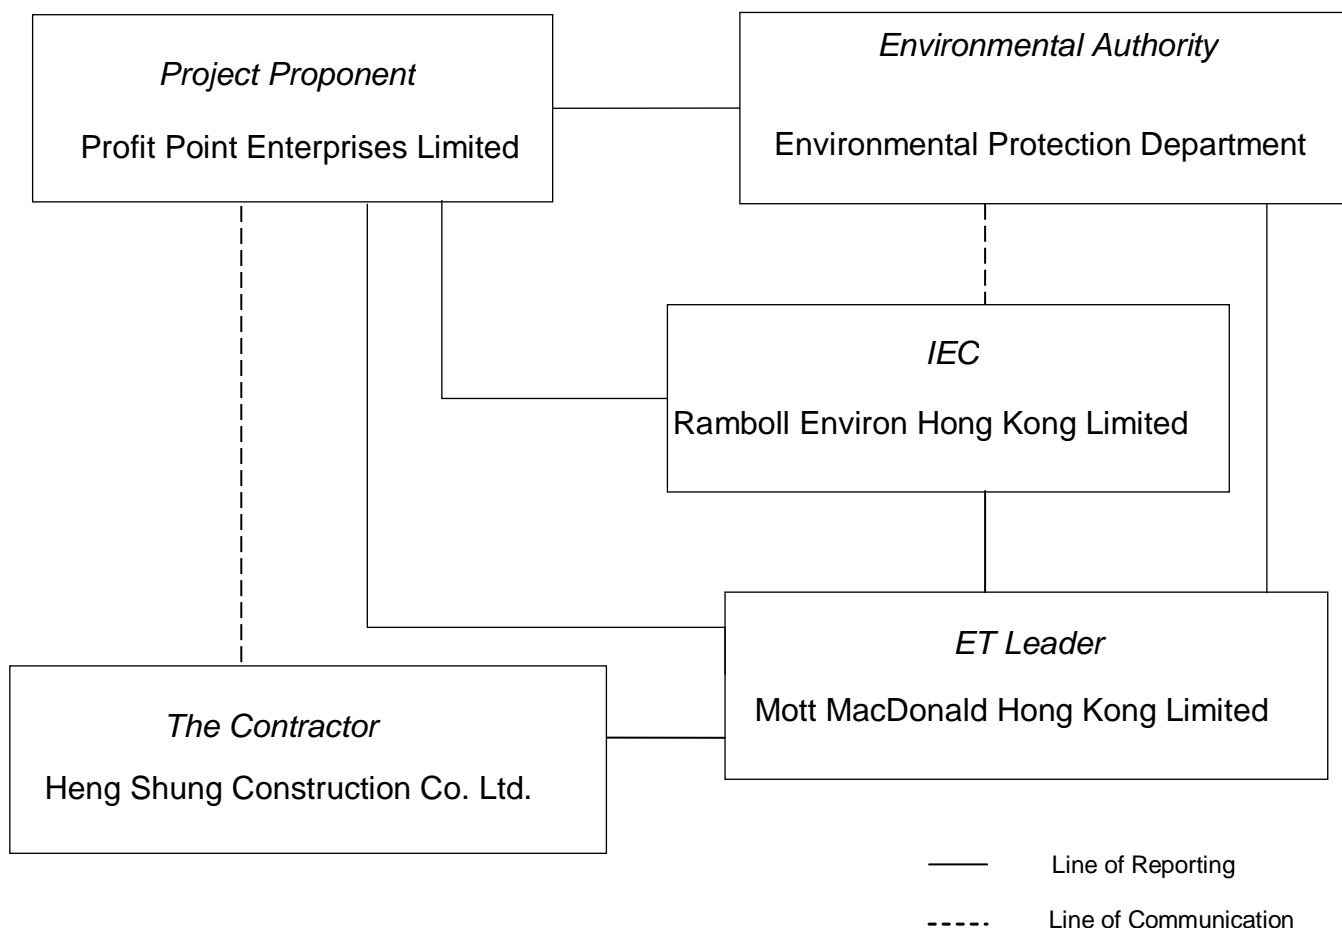 Project Proponent
Profit Point Enterprises Limited
Environmental Authority
Environmental Protection Department
IEC
Ramboll Environ Hong Kong Limited
ET Leader
Mott MacDonald Hong Kong Limited
The Contractor
Heng Shung Construction Co. Ltd.
Line of Reporting
Line of Communication